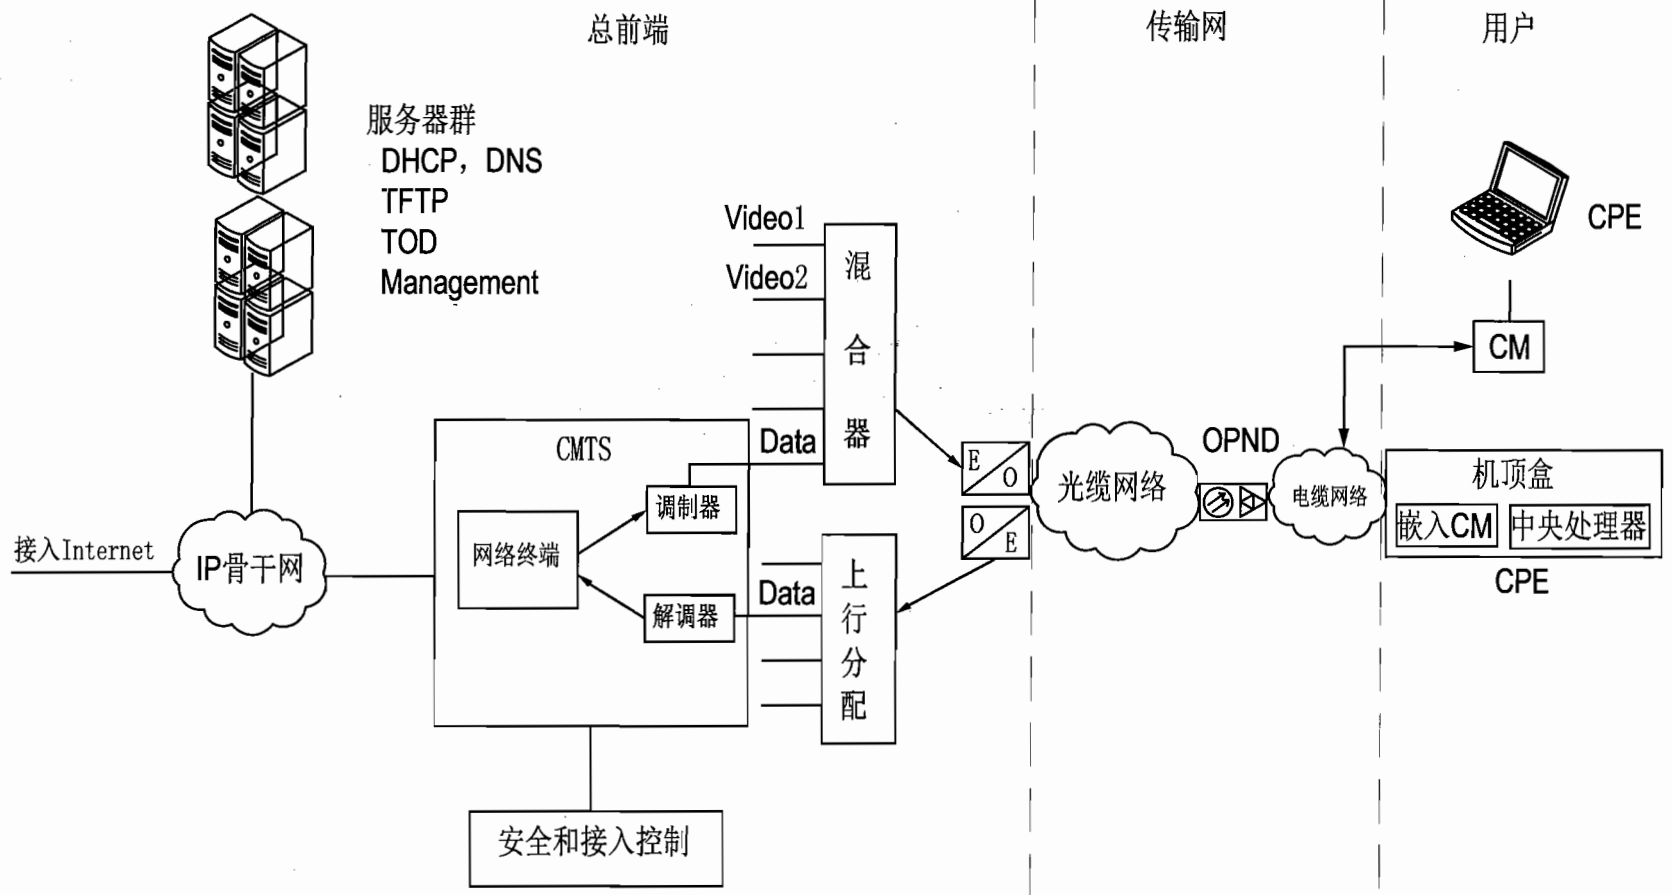 总前端
传输网
用户
服务器群
DHCP，DNS
TFTP
TOD
Management
Video1
Video2
混合器
Data
CPE
CM
CMTS
调制器
网络终端
解调器
E
O
O
E
光缆网络
OPND
电缆网络
机顶盒
嵌入CM
中央处理器
CPE
接入Internet
IP骨干网
Data
上行分配
安全和接入控制